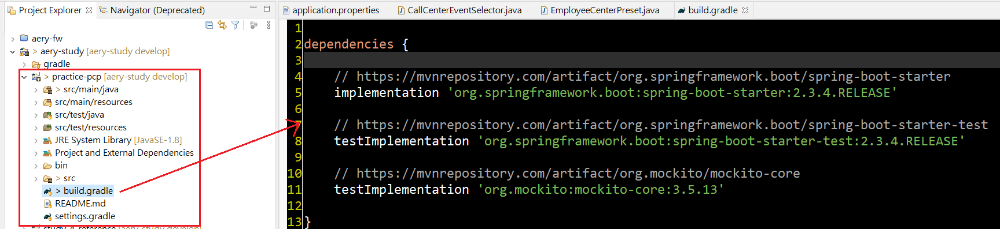 Project Explorer
Navigator (Deprecated)
aery-fw
> aery-study [aery-study develop]
gradle
> practice-pcp [aery-study develop]
> src/main/java
src/main/resources
src/test/java
src/test/resources
JRE System Library [JavaSE-1.8]
Project and External Dependencies
bin
> src
> build.gradle
README.md
settings.gradle
study-4-reference [aery-study develop]
application.properties
CallCenterEventSelector.java
EmployeeCenterPreset.java
build.gradle
1
2 dependencies {
3
4 // https://mvnrepository.com/artifact/org.springframework.boot/spring-boot-starter
5 implementation 'org.springframework.boot:spring-boot-starter:2.3.4.RELEASE'
6
7 // https://mvnrepository.com/artifact/org.springframework.boot/spring-boot-starter-test
8 testImplementation 'org.springframework.boot:spring-boot-starter-test:2.3.4.RELEASE'
9
10 // https://mvnrepository.com/artifact/org.mockito/mockito-core
11 testImplementation 'org.mockito:mockito-core:3.5.13'
12
13 }